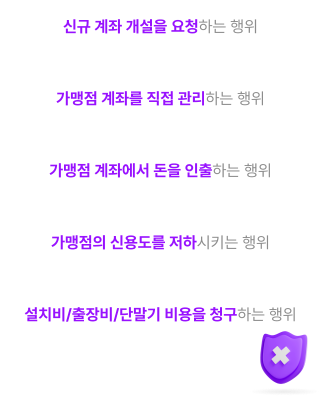 신규 계좌 개설을 요청하는 행위
가맹점 계좌를 직접 관리하는 행위
가맹점 계좌에서 돈을 인출하는 행위
가맹점의 신용도를 저하시키는 행위
설치비/출장비/단말기 비용을 청구하는 행위